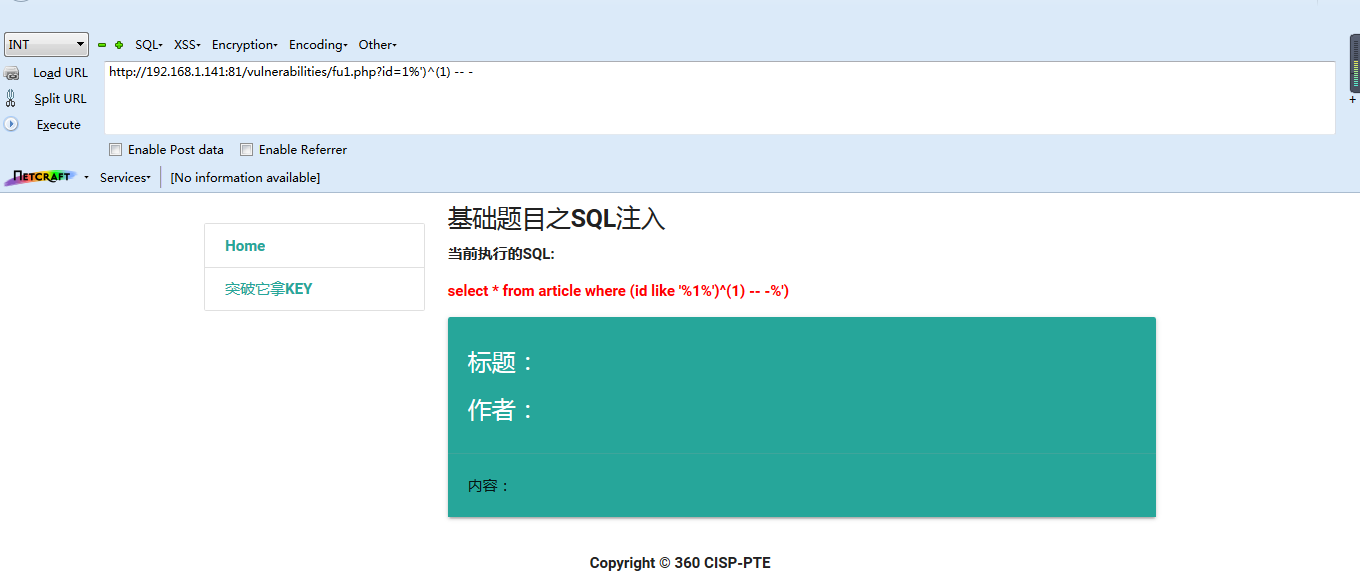 INT SQL XSS Encryption Encoding Other
Load URL http://192.168.1.141:81/vulnerabilities/fu1.php?id=1%')^(1) -- -
Split URL
Execute
Enable Post data Enable Referrer
NETCRAFT Services [No information available]
基础题目之SQL注入
当前执行的SQL:
Home
突破它拿KEY
select * from article where (id like '%1%')^(1) -- -%')
标题：
作者：
内容：
Copyright © 360 CISP-PTE